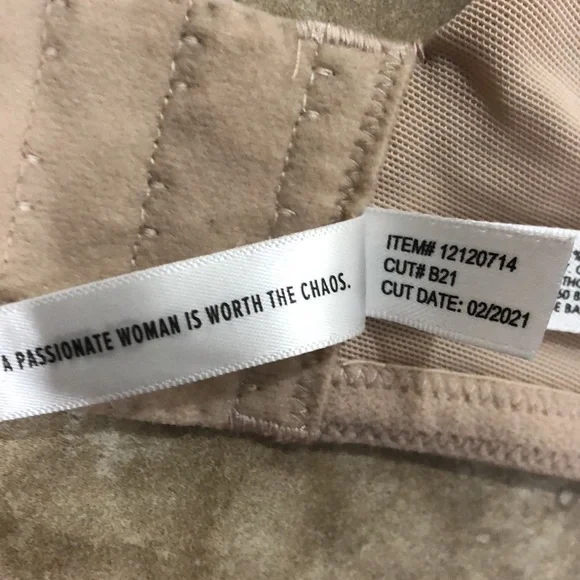 A PASSIONATE WOMAN IS WORTH THE CHAOS.
ITEM# 12120714
CUT# B21
CUT DATE: 02/2021